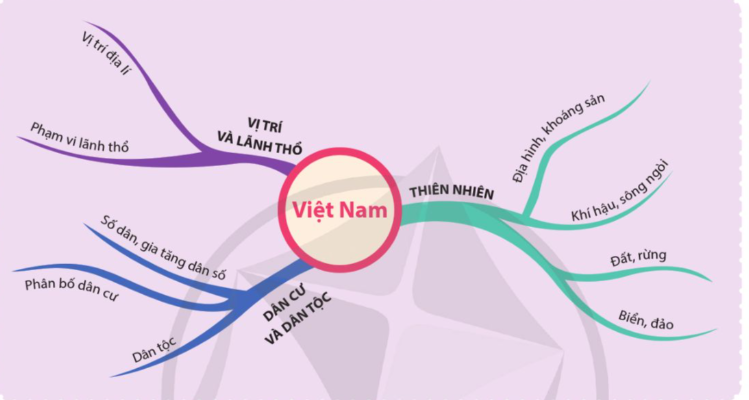 Việt Nam
VỊ TRÍ
VÀ LÃNH THỔ
Vị trí địa lí
Phạm vi lãnh thổ
THIÊN NHIÊN
Địa hình, khoáng sản
Khí hậu, sông ngòi
Đất, rừng
Biển, đảo
DÂN CƯ
VÀ DÂN TỘC
Số dân, gia tăng dân số
Phân bố dân cư
Dân tộc